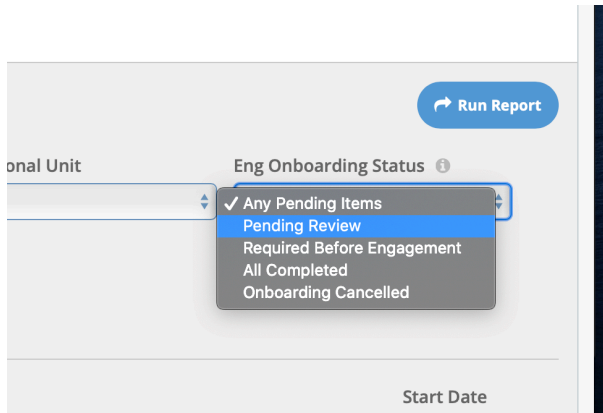 Run Report
onal Unit
Eng Onboarding Status
Any Pending Items
Pending Review
Required Before Engagement
All Completed
Onboarding Cancelled
Start Date